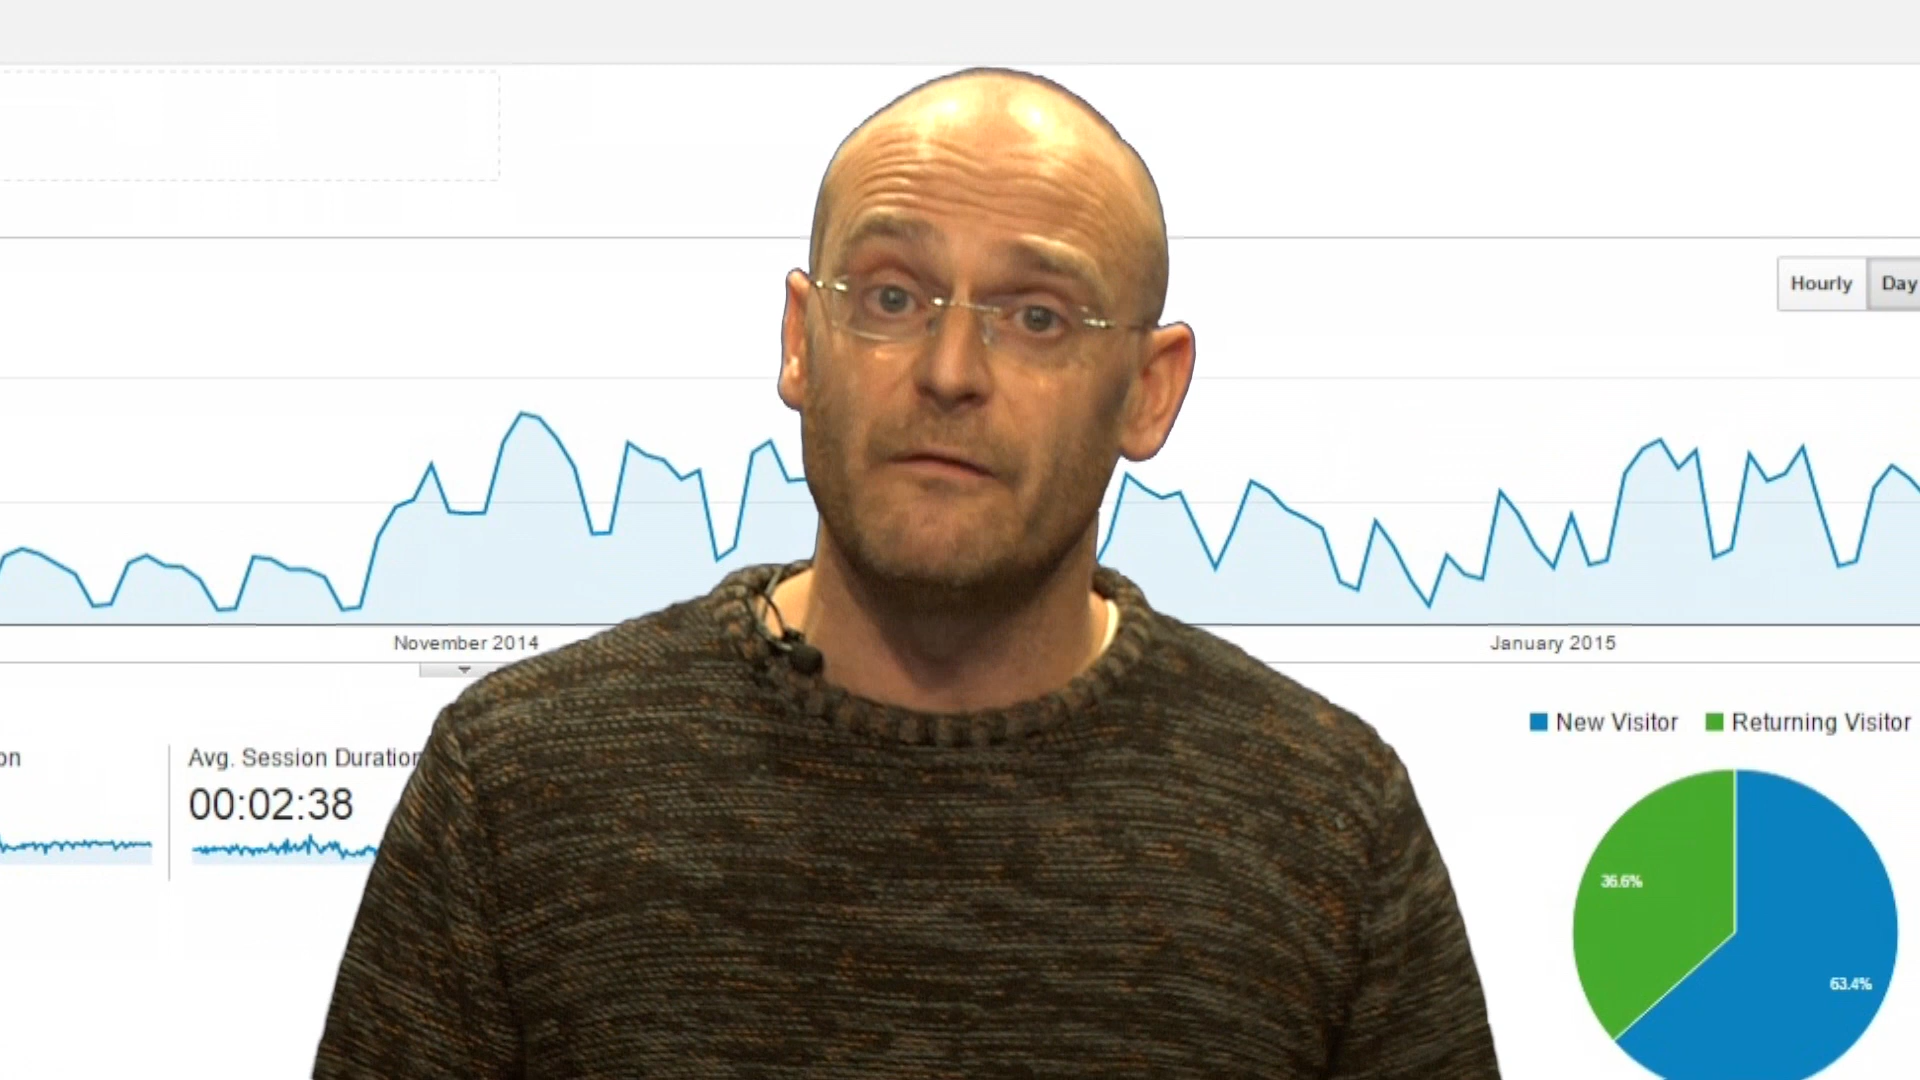 Hourly Day
November 2014 January 2015
New Visitor Returning Visitor
on Avg. Session Duration
00:02:38
36.6%
63.4%